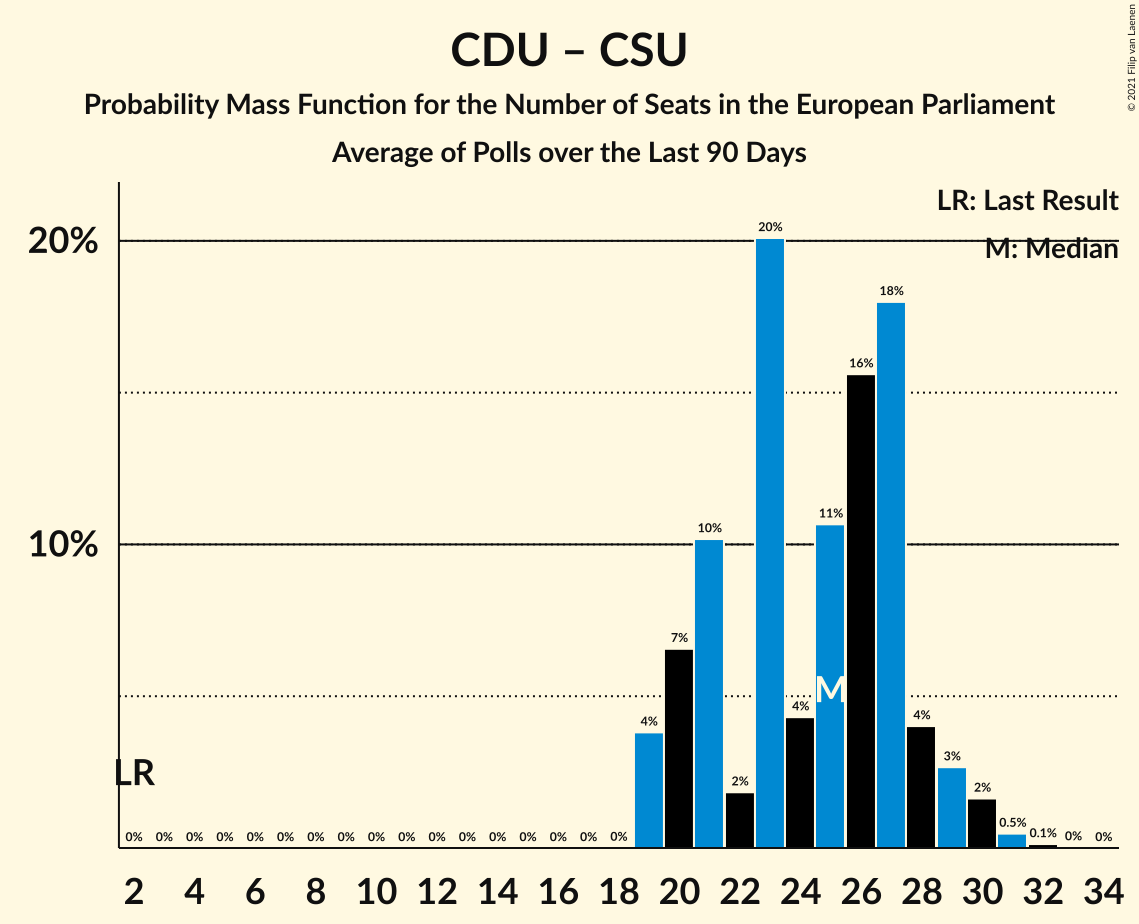 CDU – CSU
Probability Mass Function for the Number of Seats in the European Parliament
Average of Polls over the Last 90 Days
© 2021 Filip van Laenen
LR: Last Result
M: Median
20%
10%
20%
18%
16%
11%
10%
7%
4%
2%
4%
4%
3%
2%
0.5%
0.1%
0%
0%
M
LR
0% 0% 0% 0% 0% 0% 0% 0% 0% 0% 0% 0% 0% 0% 0% 0% 0%
2 4 6 8 10 12 14 16 18 20 22 24 26 28 30 32 34